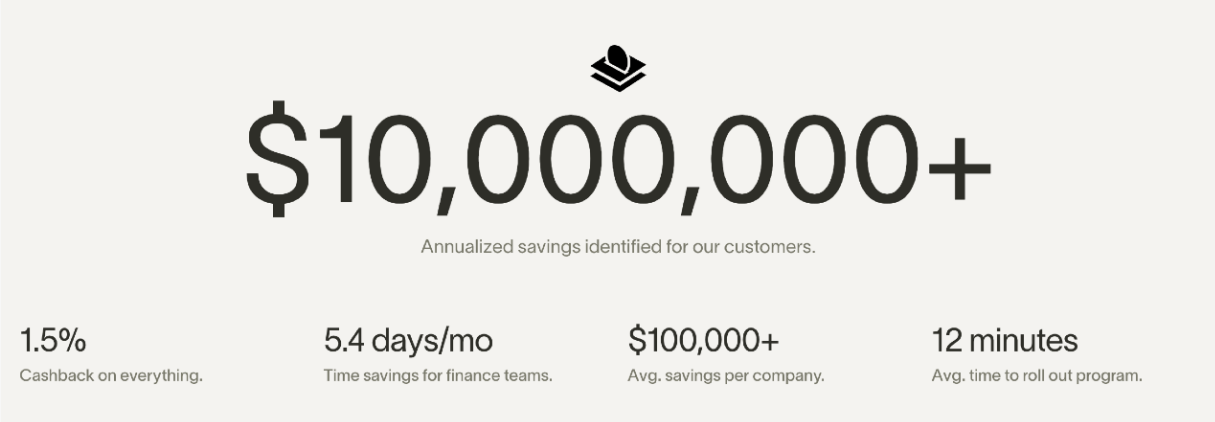 $10,000,000+
Annualized savings identified for our customers.
1.5%
Cashback on everything.
5.4 days/mo
Time savings for finance teams.
$100,000+
Avg. savings per company.
12 minutes
Avg. time to roll out program.